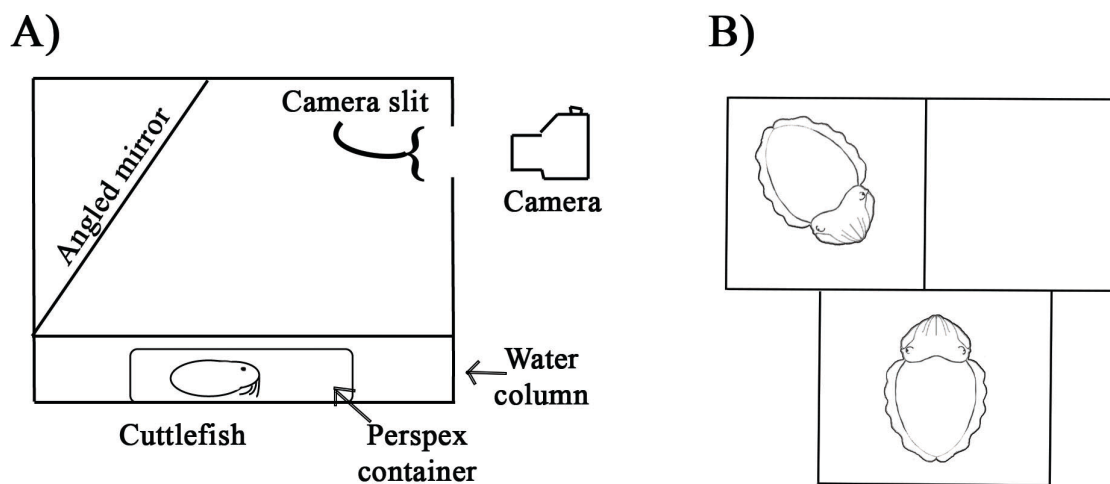 A)
B)
Camera slit
Angled mirror
Camera
Water
column
Cuttlefish
Perspex
container